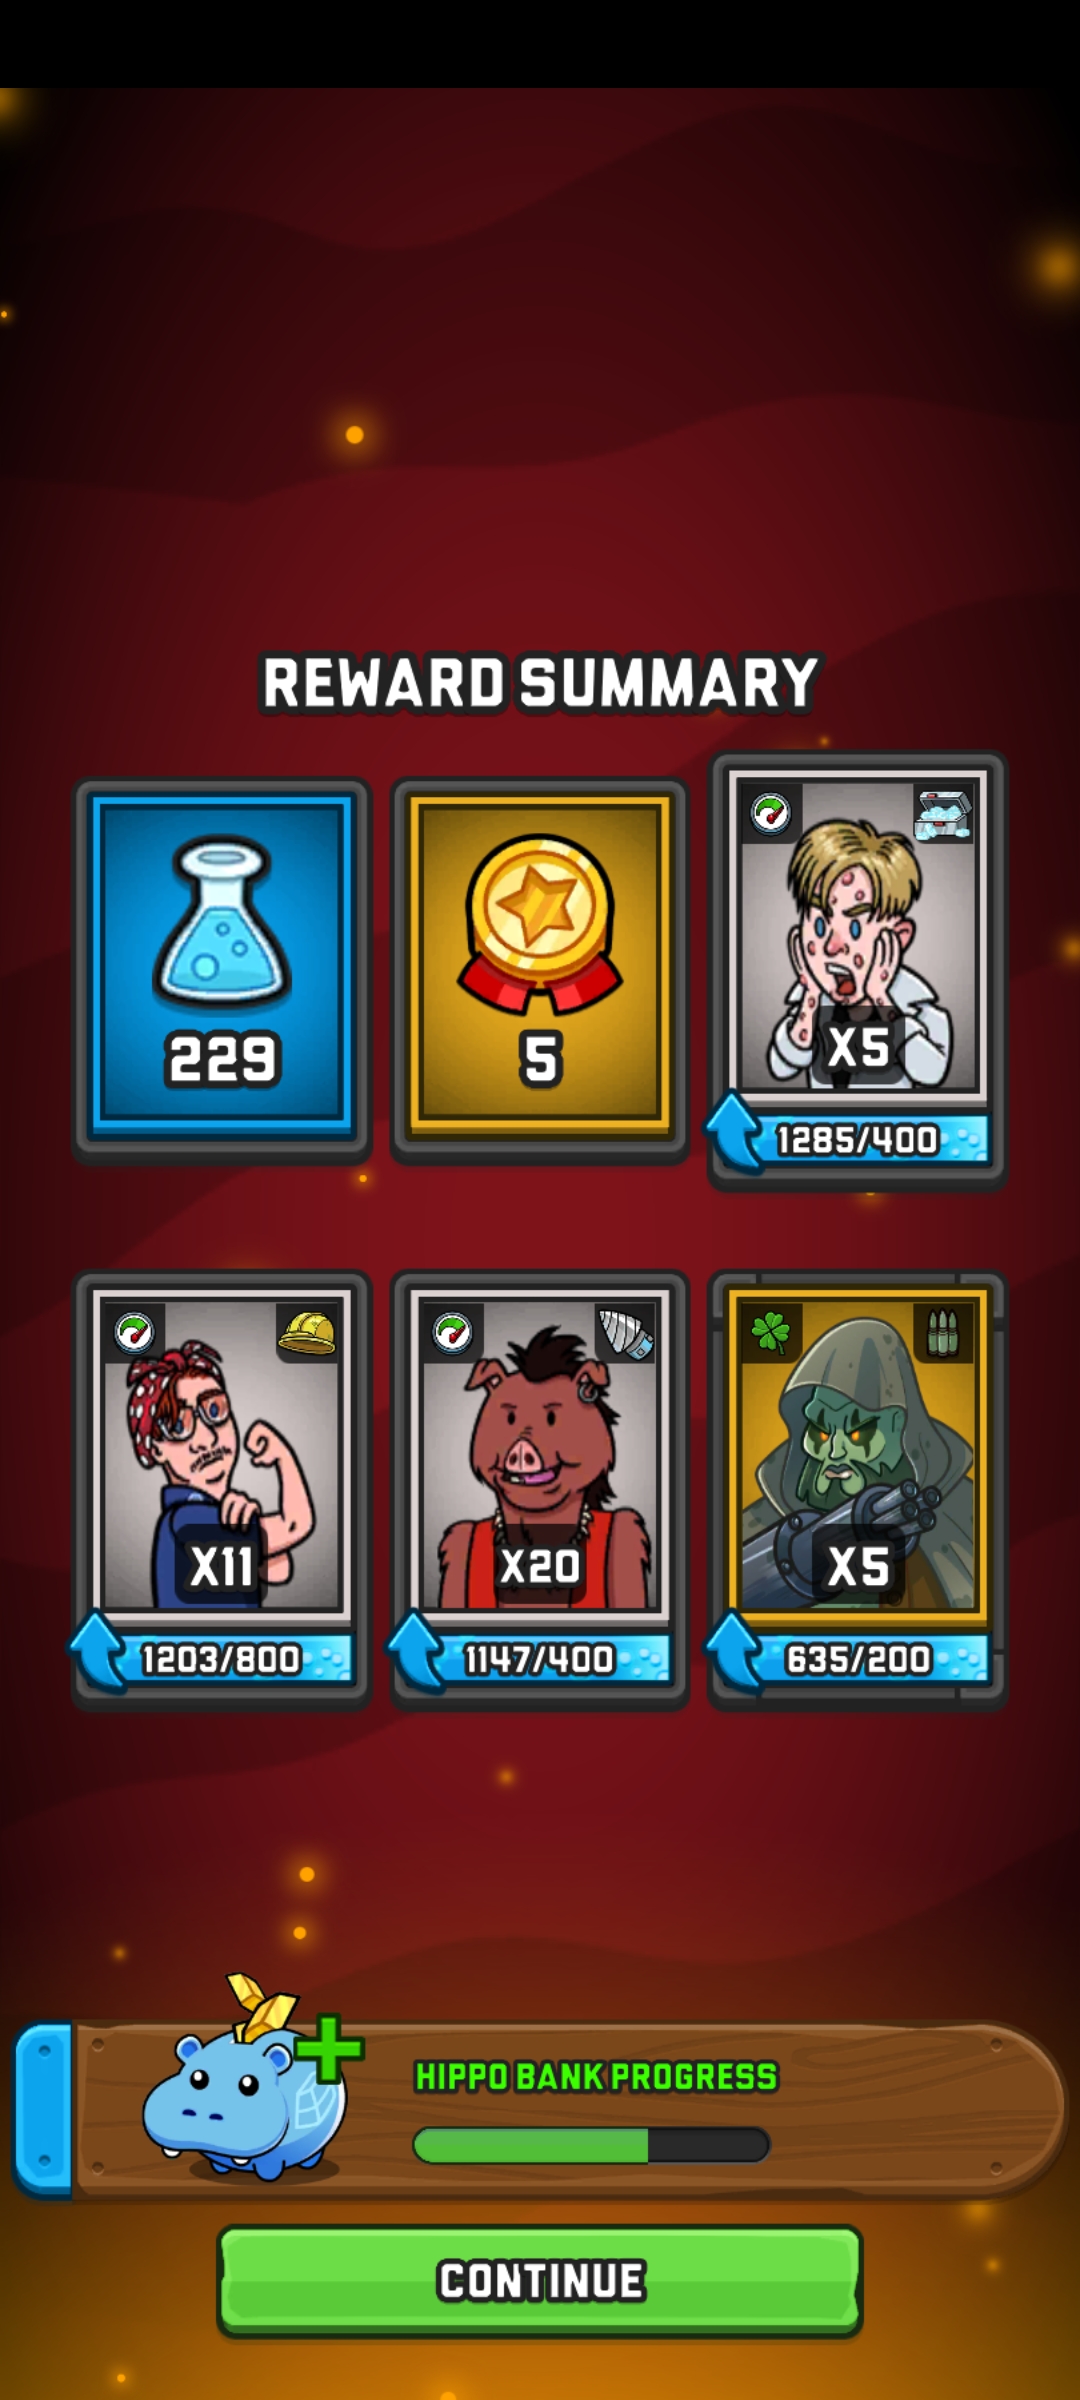 REWARD SUMMARY
229
5
X5
1285/400
X11
1203/800
X20
1147/400
X5
635/200
HIPPO BANK PROGRESS
CONTINUE